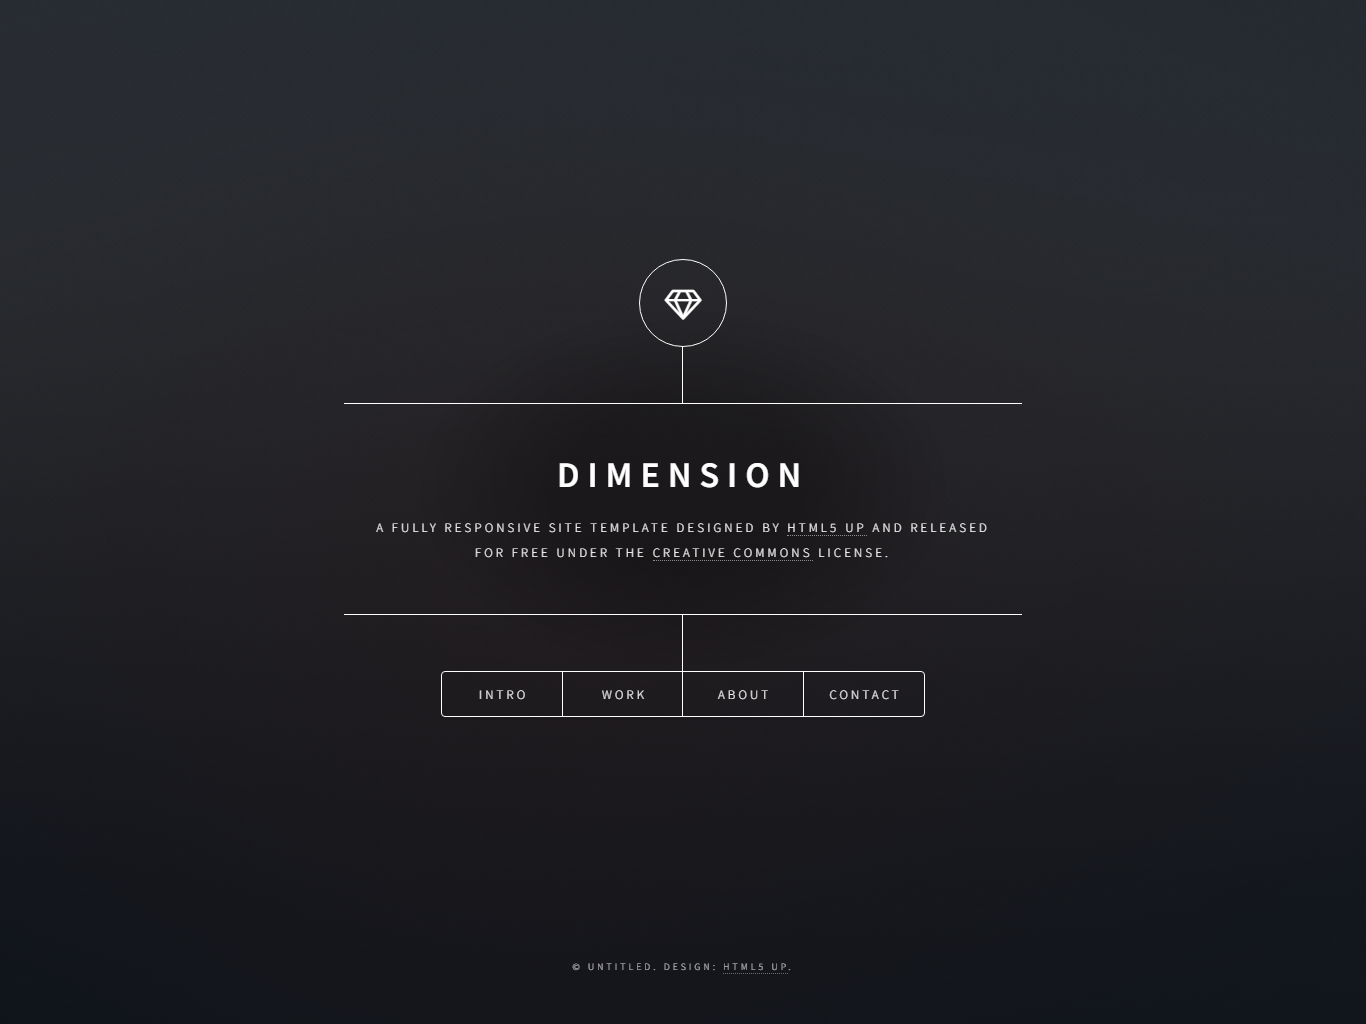 DIMENSION
A FULLY RESPONSIVE SITE TEMPLATE DESIGNED BY HTML5 UP AND RELEASED
FOR FREE UNDER THE CREATIVE COMMONS LICENSE.
INTRO
WORK
ABOUT
CONTACT
© UNTITLED. DESIGN: HTML5 UP.